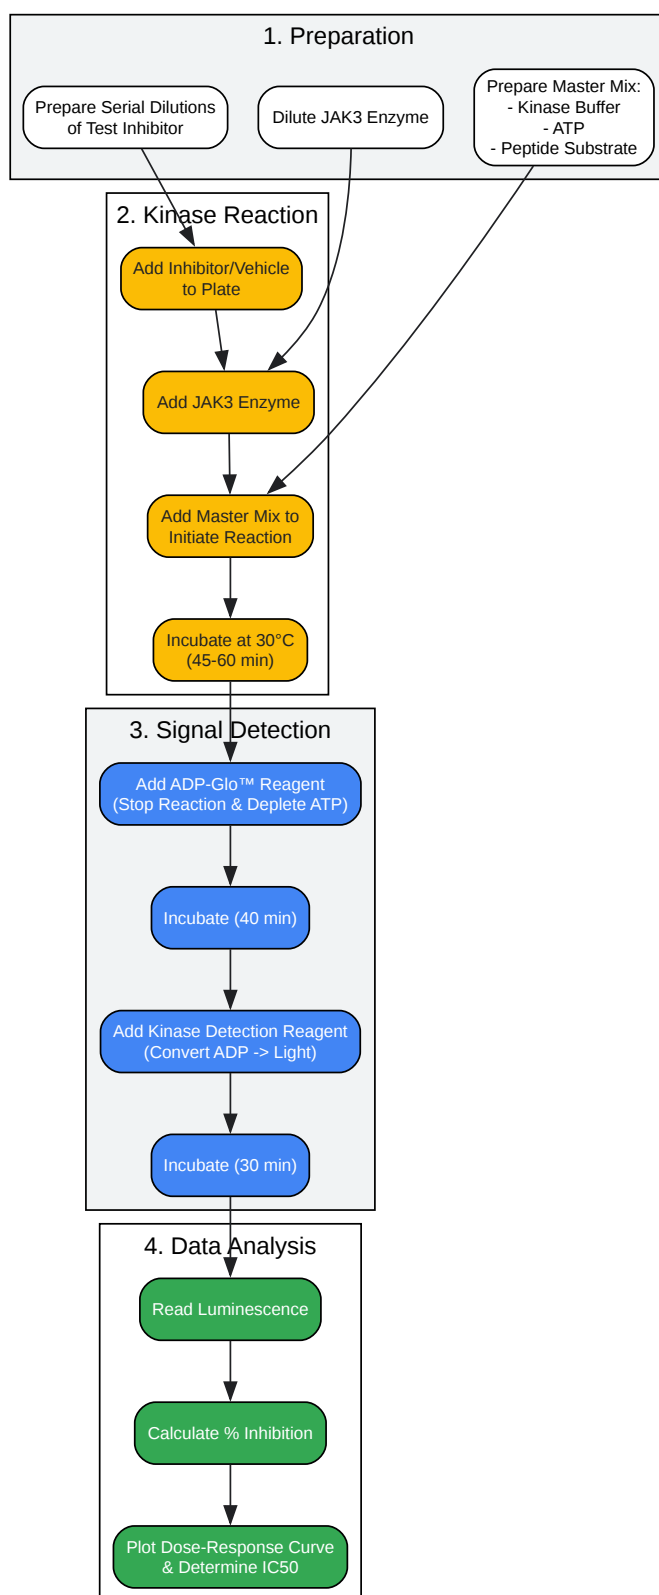 1. Preparation
Prepare Serial Dilutions
of Test Inhibitor
Dilute JAK3 Enzyme
Prepare Master Mix:
- Kinase Buffer
- ATP
- Peptide Substrate
2. Kinase Reaction
Add Inhibitor/Vehicle
to Plate
Add JAK3 Enzyme
Add Master Mix to
Initiate Reaction
Incubate at 30°C
(45-60 min)
3. Signal Detection
Add ADP-Glo™ Reagent
(Stop Reaction & Deplete ATP)
Incubate (40 min)
Add Kinase Detection Reagent
(Convert ADP -> Light)
Incubate (30 min)
4. Data Analysis
Read Luminescence
Calculate % Inhibition
Plot Dose-Response Curve
& Determine IC50